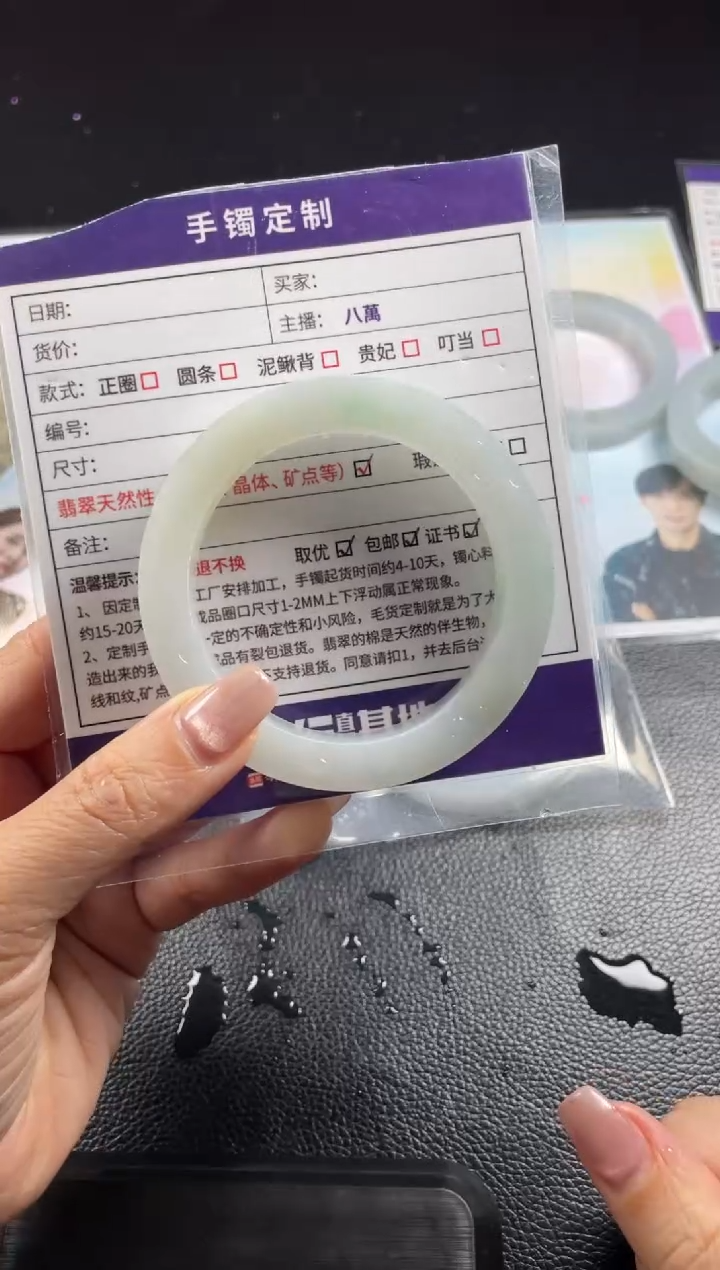 手镯定制
日期: 买家:
货价: 主播: 八萬
款式: 正圈 圆条 泥鳅背 贵妃 叮当
编号:
尺寸:
翡翠天然性 晶体、矿点等)
备注: 取优 包邮 证书
温馨提示: 退不换
1、因定 工厂安排加工,手镯起货时间约4-10天,镯心料
约15-20天 成品圈口尺寸1-2MM上下浮动属正常现象。
2、定制手 一定的不确定性和小风险,毛货定制就是为了
造出来的 成品有裂包退货。翡翠的棉是天然的伴生物,
线和纹,矿点 不支持退货。同意请扣1,并去后台